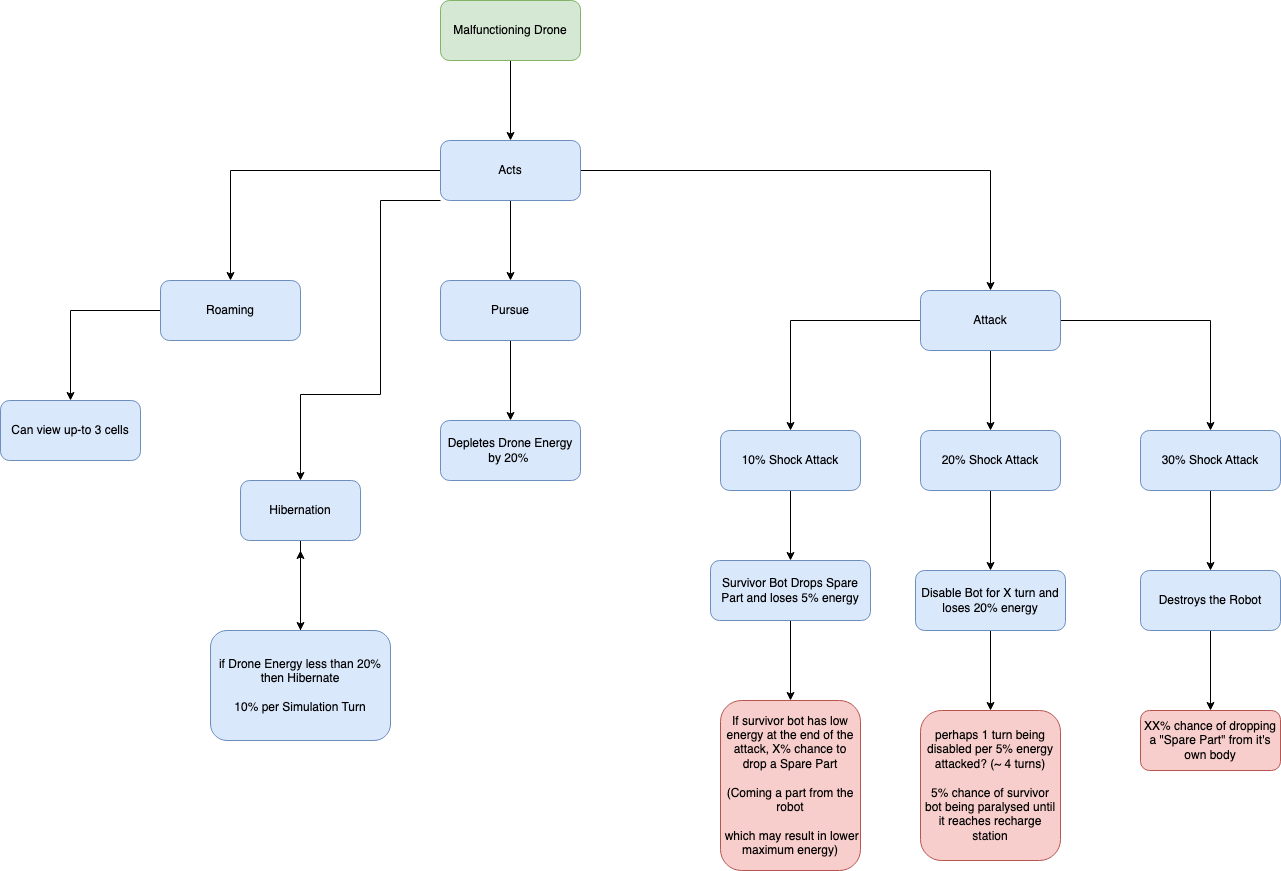 Malfunctioning Drone
Acts
Roaming
Pursue
Attack
Can view up-to 3 cells
Depletes Drone Energy
by 20%
10% Shock Attack
20% Shock Attack
30% Shock Attack
Hibernation
Survivor Bot Drops Spare
Part and loses 5% energy
Disable Bot for X turn and
loses 20% energy
Destroys the Robot
if Drone Energy less than 20%
then Hibernate
10% per Simulation Turn
If survivor bot has low
energy at the end of the
attack, X% chance to
drop a Spare Part
(Coming a part from the
robot
which may result in lower
maximum energy)
perhaps 1 turn being
disabled per 5% energy
attacked? (~ 4 turns)
5% chance of survivor
bot being paralysed until
it reaches recharge
station
XX% chance of dropping
a "Spare Part" from it's
own body